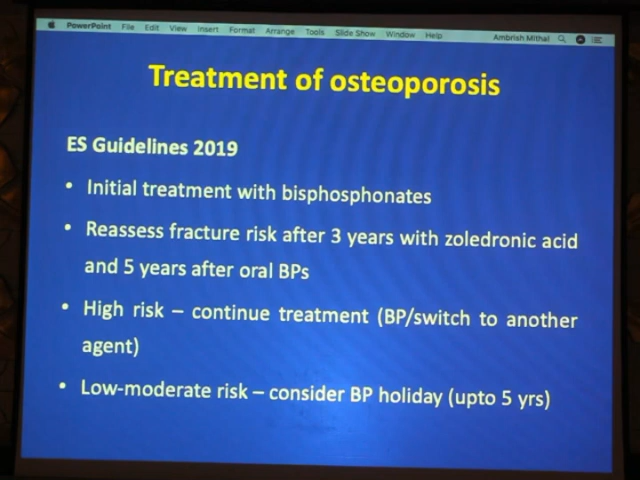 PowerPoint File Edit View Insert Format Arrange Tools Slide Show Window Help Ambrish Mithal
Treatment of osteoporosis
ES Guidelines 2019
• Initial treatment with bisphosphonates
• Reassess fracture risk after 3 years with zoledronic acid
and 5 years after oral BPs
• High risk – continue treatment (BP/switch to another
agent)
• Low-moderate risk – consider BP holiday (upto 5 yrs)